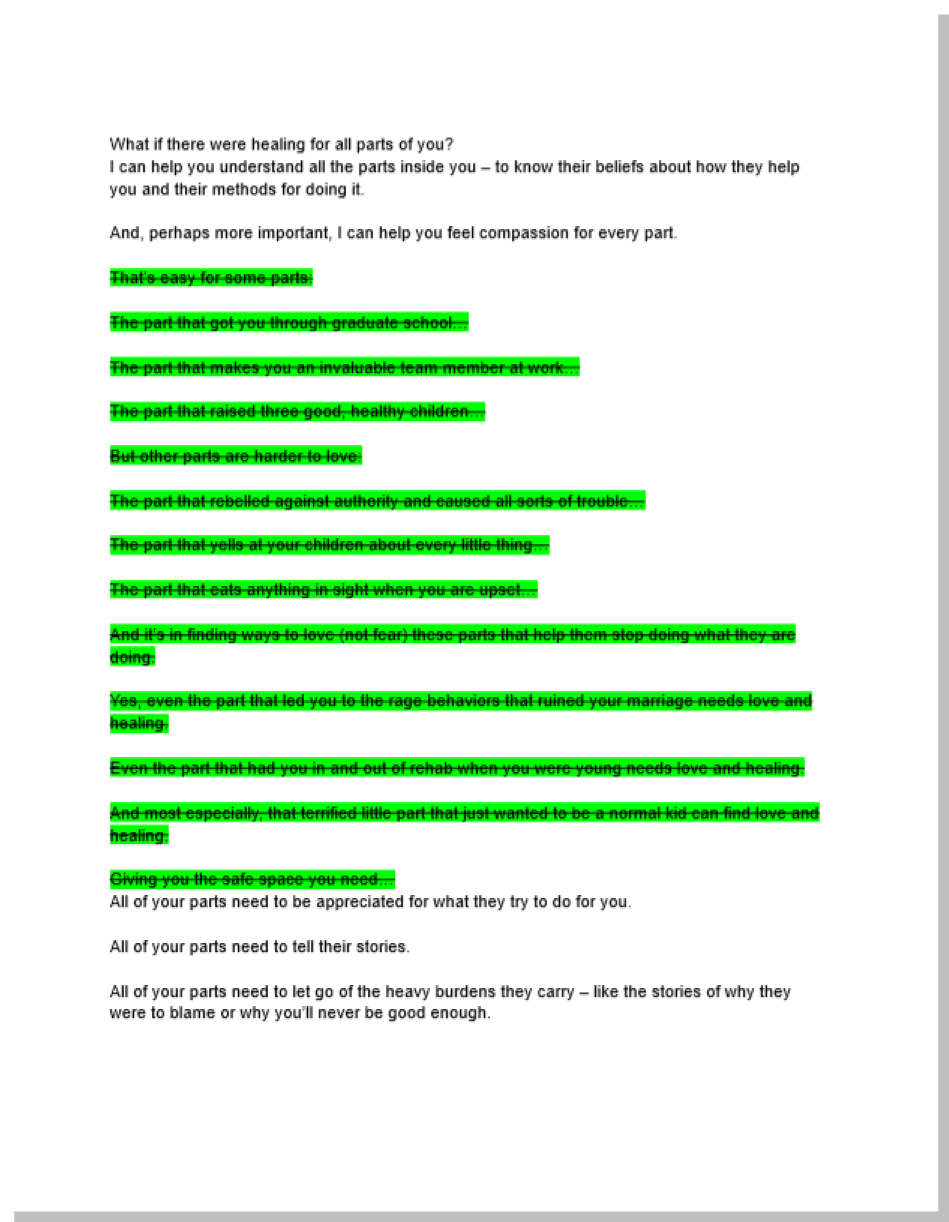 What if there were healing for all parts of you?
I can help you understand all the parts inside you – to know their beliefs about how they help
you and their methods for doing it.
And, perhaps more important, I can help you feel compassion for every part.
That's easy for some parts:
The part that got you through graduate school…
The part that makes you an invaluable team member at work…
The part that raised three good, healthy children…
But other parts are harder to love:
The part that rebelled against authority and caused all sorts of trouble…
The part that yells at your children about every little thing…
The part that eats anything in sight when you are upset…
And it's in finding ways to love (not fear) these parts that help them stop doing what they are
doing.
Yes, even the part that led you to the rage behaviors that ruined your marriage needs love and
healing.
Even the part that had you in and out of rehab when you were young needs love and healing.
And most especially, that terrified little part that just wanted to be a normal kid can find love and
healing.
Giving you the safe space you need…
All of your parts need to be appreciated for what they try to do for you.
All of your parts need to tell their stories.
All of your parts need to let go of the heavy burdens they carry – like the stories of why they
were to blame or why you'll never be good enough.